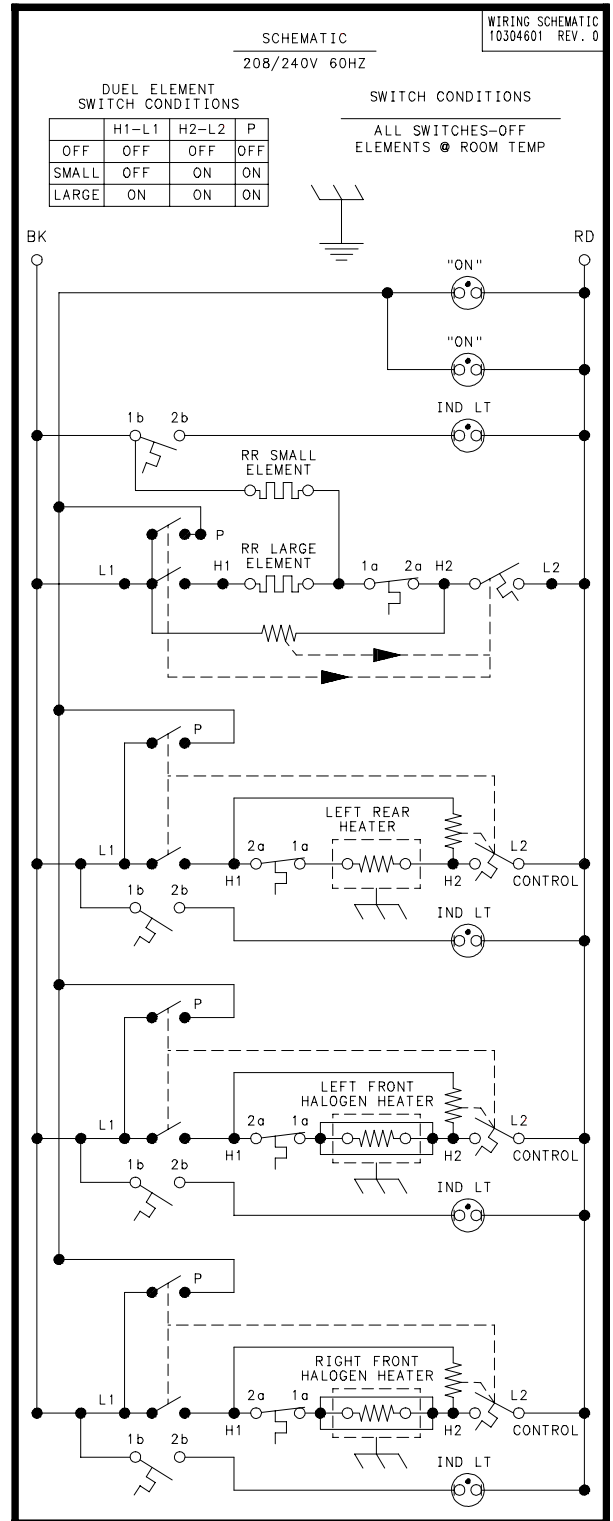 WIRING SCHEMATIC
10304601 REV. 0
SCHEMATIC
208/240V 60HZ
DUEL ELEMENT
SWITCH CONDITIONS
H1-L1 H2-L2 P
OFF OFF OFF OFF
SMALL OFF ON ON
LARGE ON ON ON
SWITCH CONDITIONS
ALL SWITCHES-OFF
ELEMENTS @ ROOM TEMP
BK
RD
"ON"
"ON"
IND LT
1b 2b
RR SMALL
ELEMENT
P
RR LARGE
ELEMENT
L1 H1 1a 2a H2 L2
P
LEFT REAR
HEATER
L1 2a 1a L2
H1 H2 CONTROL
1b 2b
IND LT
P
LEFT FRONT
HALOGEN HEATER
L1 2a 1a L2
H1 H2 CONTROL
1b 2b
IND LT
P
RIGHT FRONT
HALOGEN HEATER
L1 2a 1a L2
H1 H2 CONTROL
1b 2b
IND LT